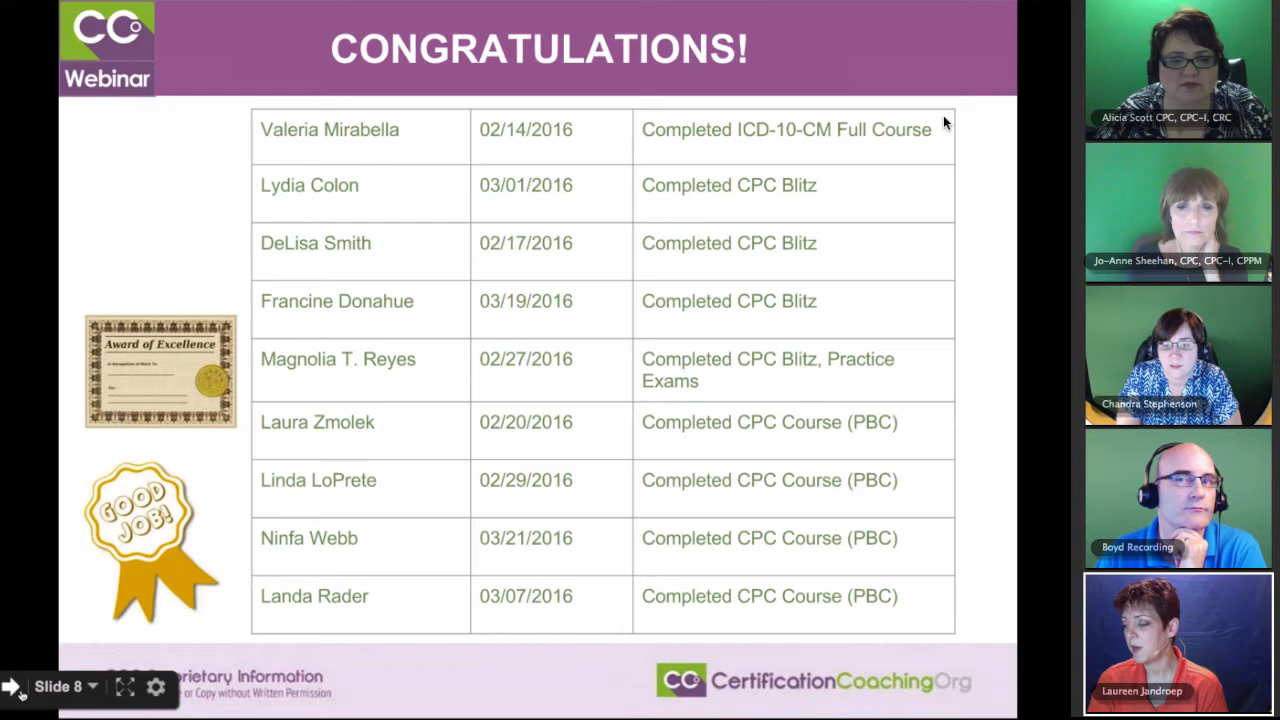 CCO
Webinar
CONGRATULATIONS!
Valeria Mirabella 02/14/2016 Completed ICD-10-CM Full Course
Lydia Colon 03/01/2016 Completed CPC Blitz
DeLisa Smith 02/17/2016 Completed CPC Blitz
Francine Donahue 03/19/2016 Completed CPC Blitz
Magnolia T. Reyes 02/27/2016 Completed CPC Blitz, Practice
Exams
Laura Zmolek 02/20/2016 Completed CPC Course (PBC)
Linda LoPrete 02/29/2016 Completed CPC Course (PBC)
Ninfa Webb 03/21/2016 Completed CPC Course (PBC)
Landa Rader 03/07/2016 Completed CPC Course (PBC)
Award of Excellence
GOOD
JOB!
Information
or Copy without Written Permission
Slide 8
CCO CertificationCoachingOrg
Alicia Scott CPC, CPC-I, CRC
Jo-Anne Sheehan, CPC, CPC-I, CPPM
Chandra Stephenson
Boyd Recording
Laureen Jandroep